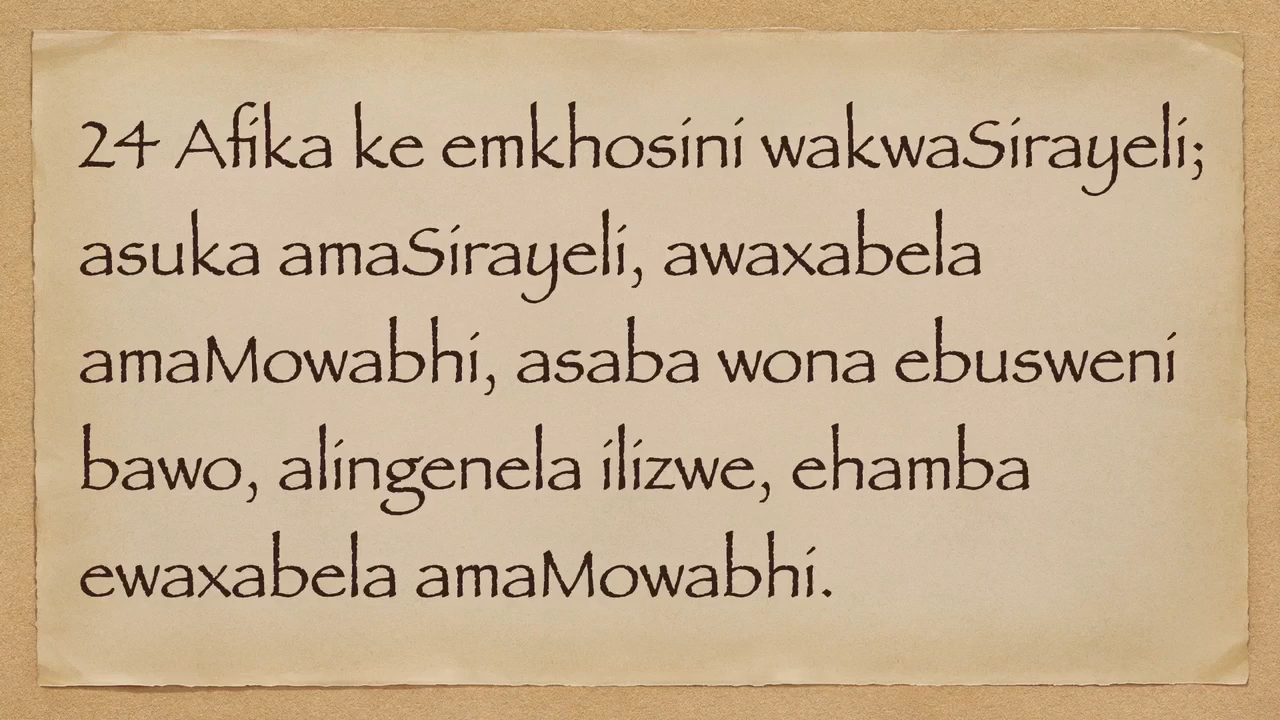 24 Afika ke emkhosini wakwaSirayeli;
asuka amaSirayeli, awaxabela
amaMowabhi, asaba wona ebusweni
bawo, alingenela ilizwe, ehamba
ewaxabela amaMowabhi.